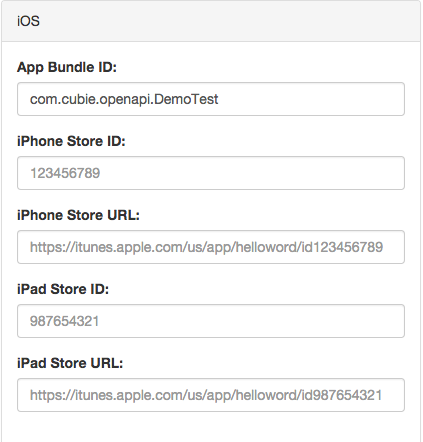 iOS
App Bundle ID:
com.cubie.openapi.DemoTest
iPhone Store ID:
123456789
iPhone Store URL:
https://itunes.apple.com/us/app/helloword/id123456789
iPad Store ID:
987654321
iPad Store URL:
https://itunes.apple.com/us/app/helloword/id987654321